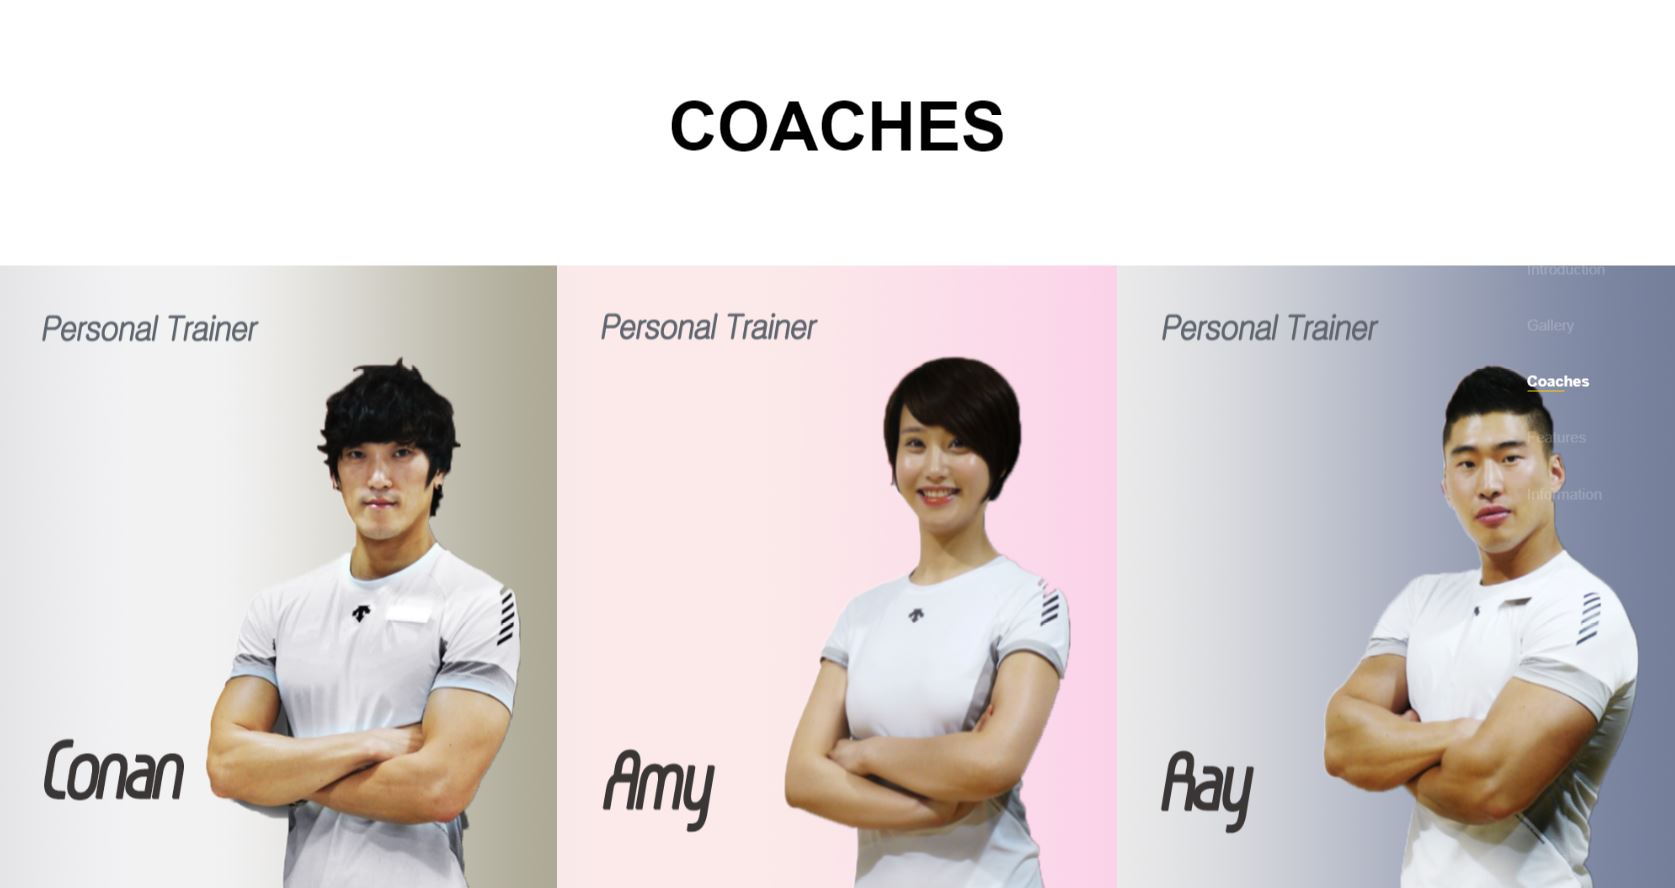 COACHES
Personal Trainer
Conan
Personal Trainer
Amy
Personal Trainer
Ray
Introduction
Gallery
Coaches
Features
Information